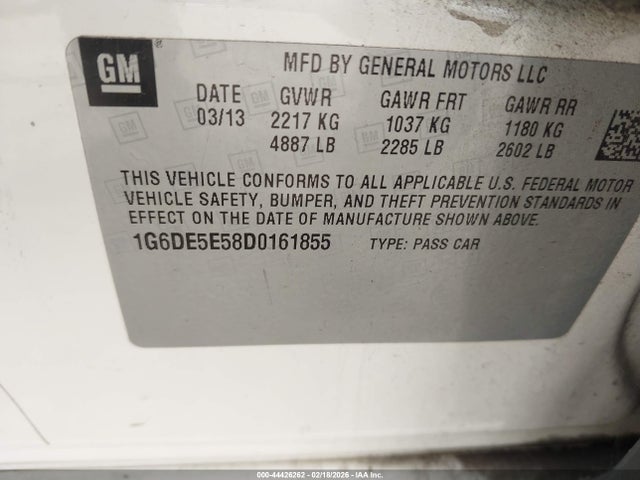 GM
MFD BY GENERAL MOTORS LLC
DATE GVWR GAWR FRT GAWR RR
03/13 2217 KG 1037 KG 1180 KG
4887 LB 2285 LB 2602 LB
THIS VEHICLE CONFORMS TO ALL APPLICABLE U.S. FEDERAL MOTOR
VEHICLE SAFETY, BUMPER, AND THEFT PREVENTION STANDARDS IN
EFFECT ON THE DATE OF MANUFACTURE SHOWN ABOVE.
1G6DE5E58D0161855 TYPE: PASS CAR
000-44426262 - 02/18/2026 - IAA Inc.